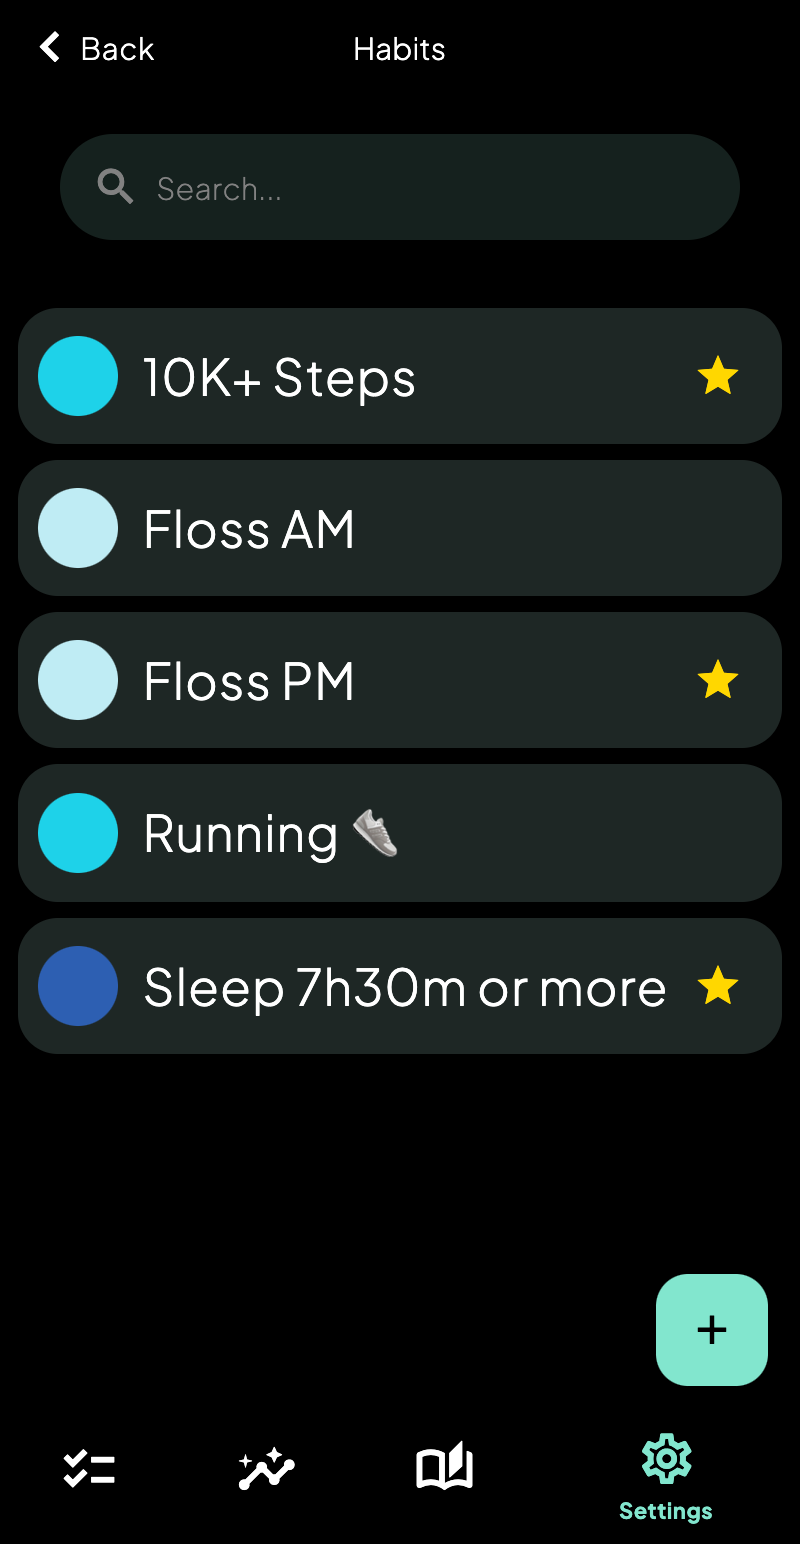 Back
Habits
Search...
10K+ Steps
Floss AM
Floss PM
Running 👟
Sleep 7h30m or more
+
Settings